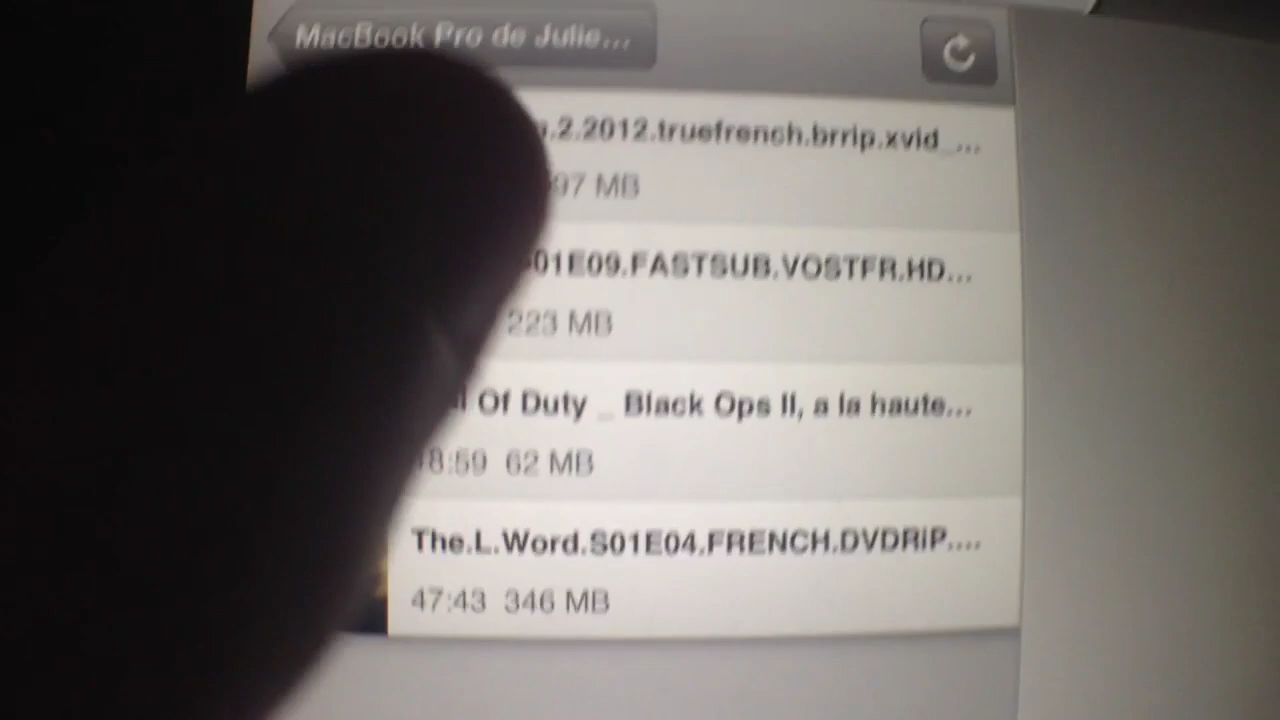 MacBook Pro de Julie...
.2.2012.truefrench.brrip.xvid_...
97 MB
01E09.FASTSUB.VOSTFR.HD...
223 MB
Of Duty _ Black Ops II, a la haute...
8:59 62 MB
The.L.Word.S01E04.FRENCH.DVDRiP....
47:43 346 MB